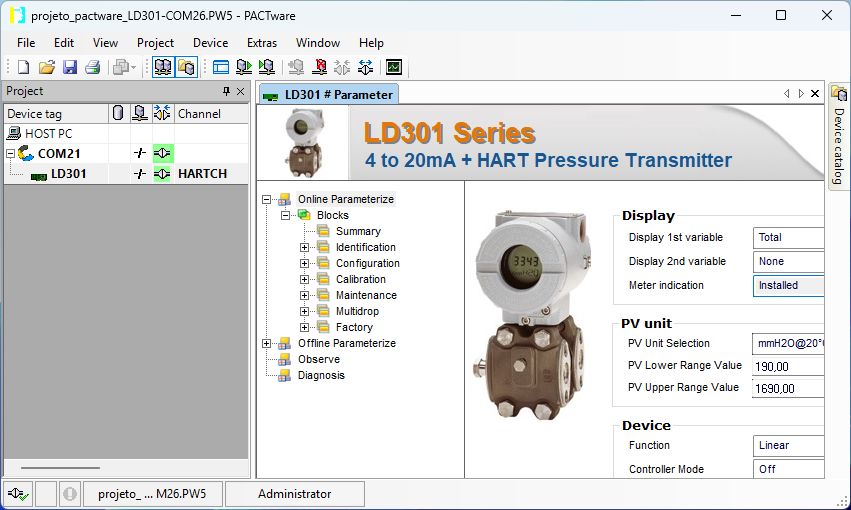 projeto_pactware_LD301-COM26.PW5 - PACTware
File Edit View Project Device Extras Window Help
Project
Device tag Channel
HOST PC
COM21
LD301 HARTCH
LD301 # Parameter
LD301 Series
4 to 20mA + HART Pressure Transmitter
Online Parameterize
Blocks
Summary
Identification
Configuration
Calibration
Maintenance
Multidrop
Factory
Offline Parameterize
Observe
Diagnosis
3343
mmH2O
Display
Display 1st variable Total
Display 2nd variable None
Meter indication Installed
PV unit
PV Unit Selection mmH2O@20°
PV Lower Range Value 190,00
PV Upper Range Value 1690,00
Device
Function Linear
Controller Mode Off
Device catalog
projeto_ ... M26.PW5 Administrator